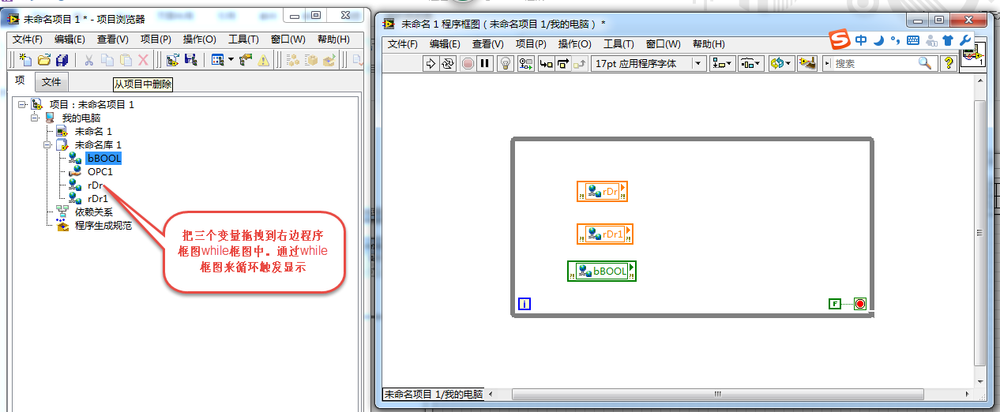 未命名项目 1 * - 项目浏览器
文件(F) 编辑(E) 查看(V) 项目(P) 操作(O) 工具(T) 窗口(W) 帮助(H)
项 文件
从项目中删除
项目：未命名项目 1
我的电脑
未命名 1
未命名库 1
bBOOL
OPC1
rDr
rDr1
依赖关系
程序生成规范
把三个变量拖拽到右边程序
框图while框图中。通过while
框图来循环触发显示
未命名 1 程序框图（未命名项目 1/我的电脑） *
文件(F) 编辑(E) 查看(V) 项目(P) 操作(O) 工具(T) 窗口(W) 帮助(H)
中
17pt 应用程序字体
搜索
?
1
rDr
rDr1
bBOOL
i
F
未命名项目 1/我的电脑